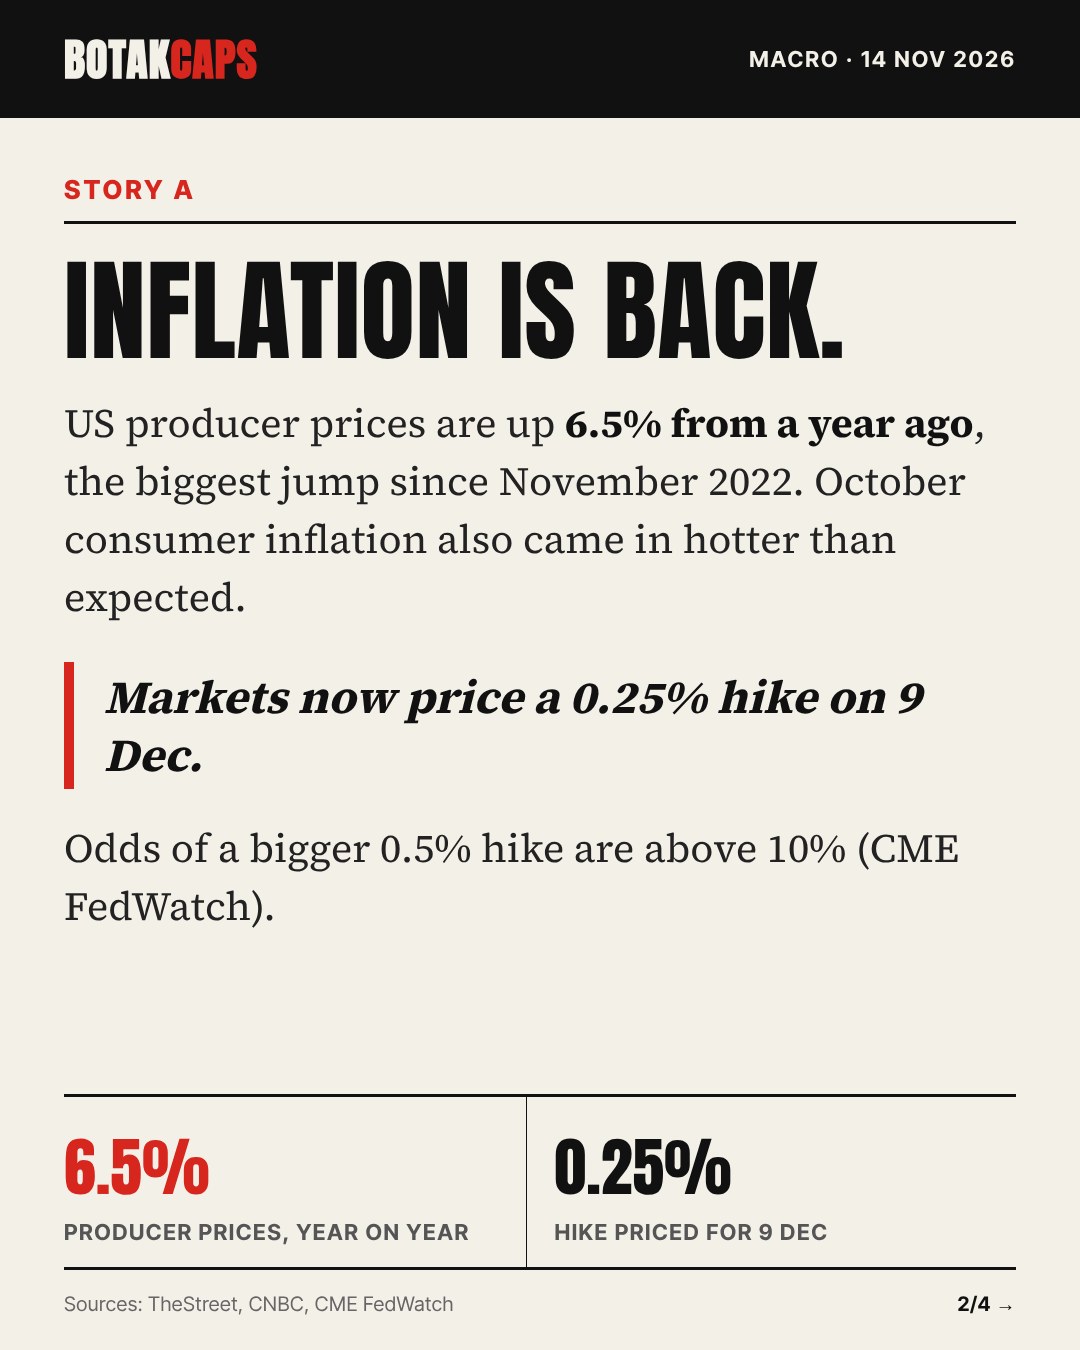 BOTAKCAPS
MACRO · 14 NOV 2026
STORY A
INFLATION IS BACK.
US producer prices are up 6.5% from a year ago,
the biggest jump since November 2022. October
consumer inflation also came in hotter than
expected.
Markets now price a 0.25% hike on 9
Dec.
Odds of a bigger 0.5% hike are above 10% (CME
FedWatch).
6.5%
PRODUCER PRICES, YEAR ON YEAR
0.25%
HIKE PRICED FOR 9 DEC
Sources: TheStreet, CNBC, CME FedWatch
2/4 →